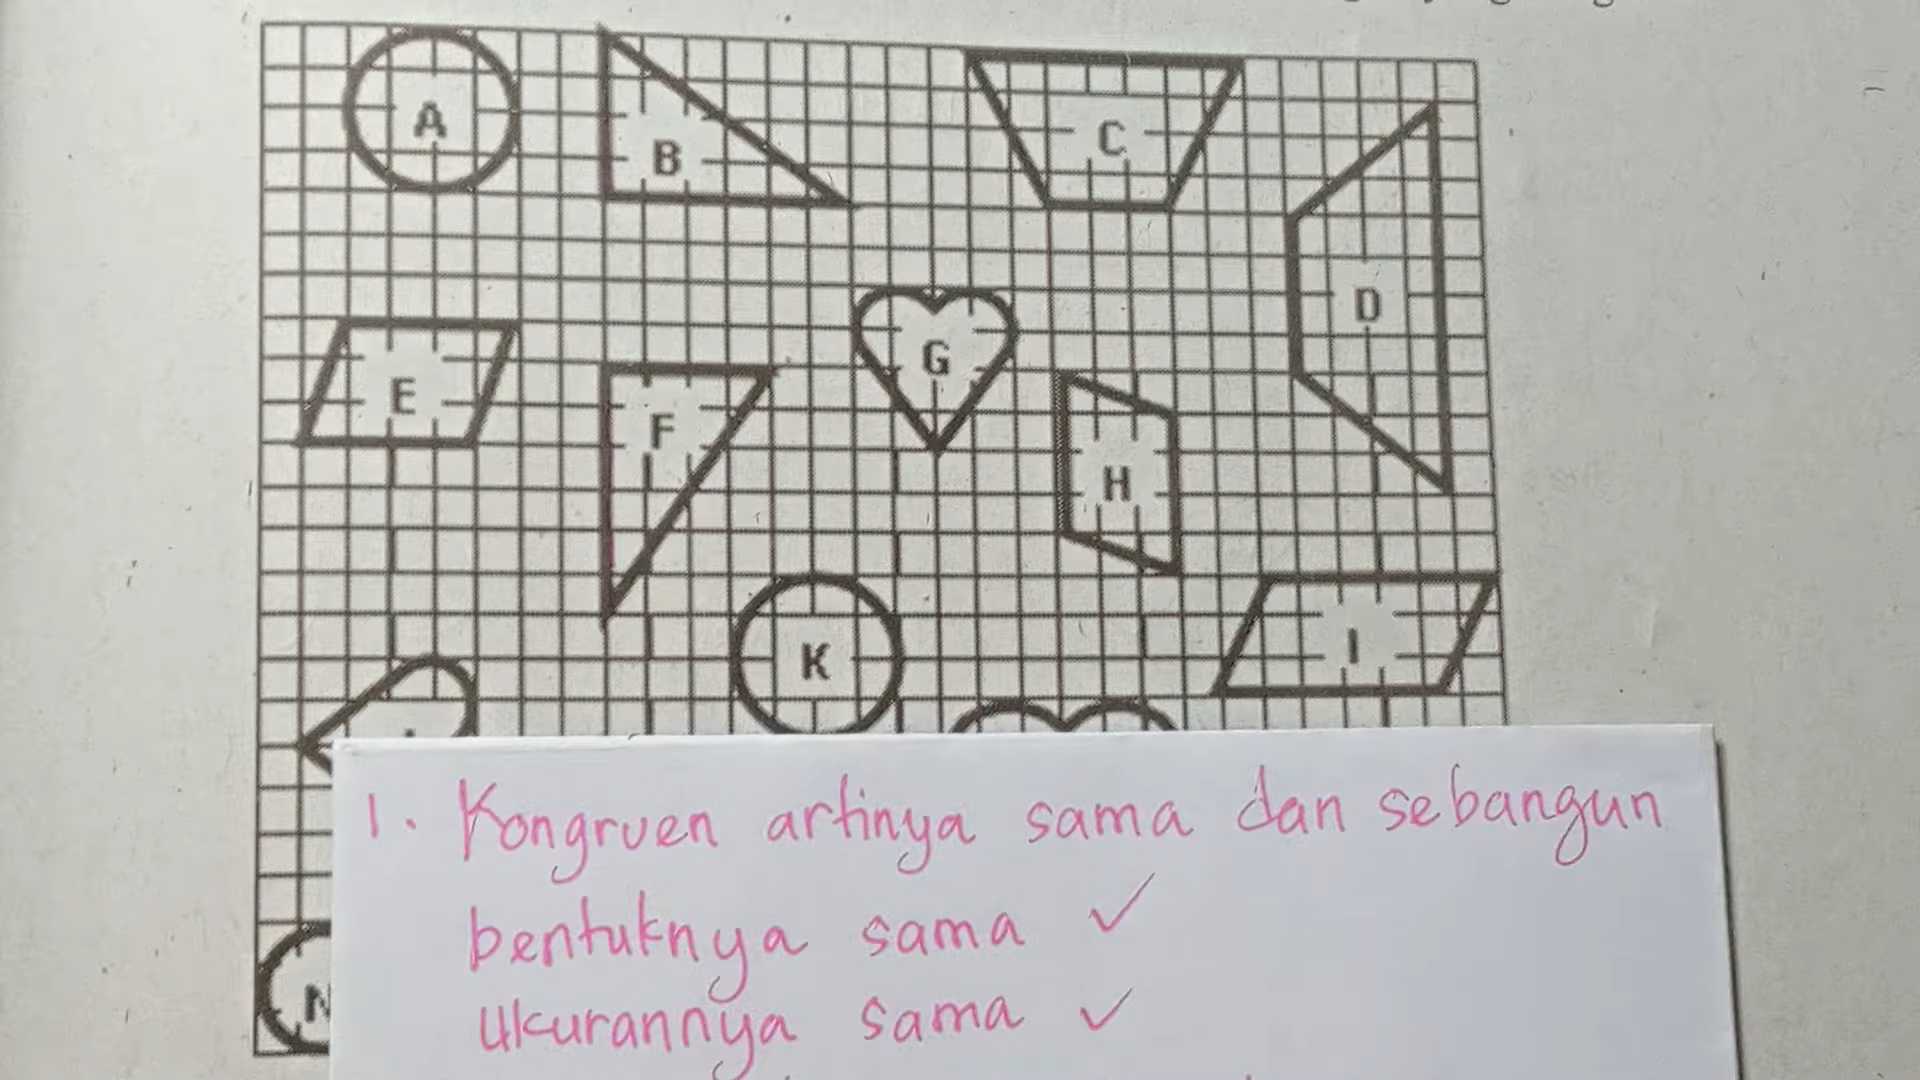 A
B
C
D
E
F
G
H
I
K
1. Kongruen artinya sama dan sebangun
bentuknya sama ✓
ukurannya sama ✓